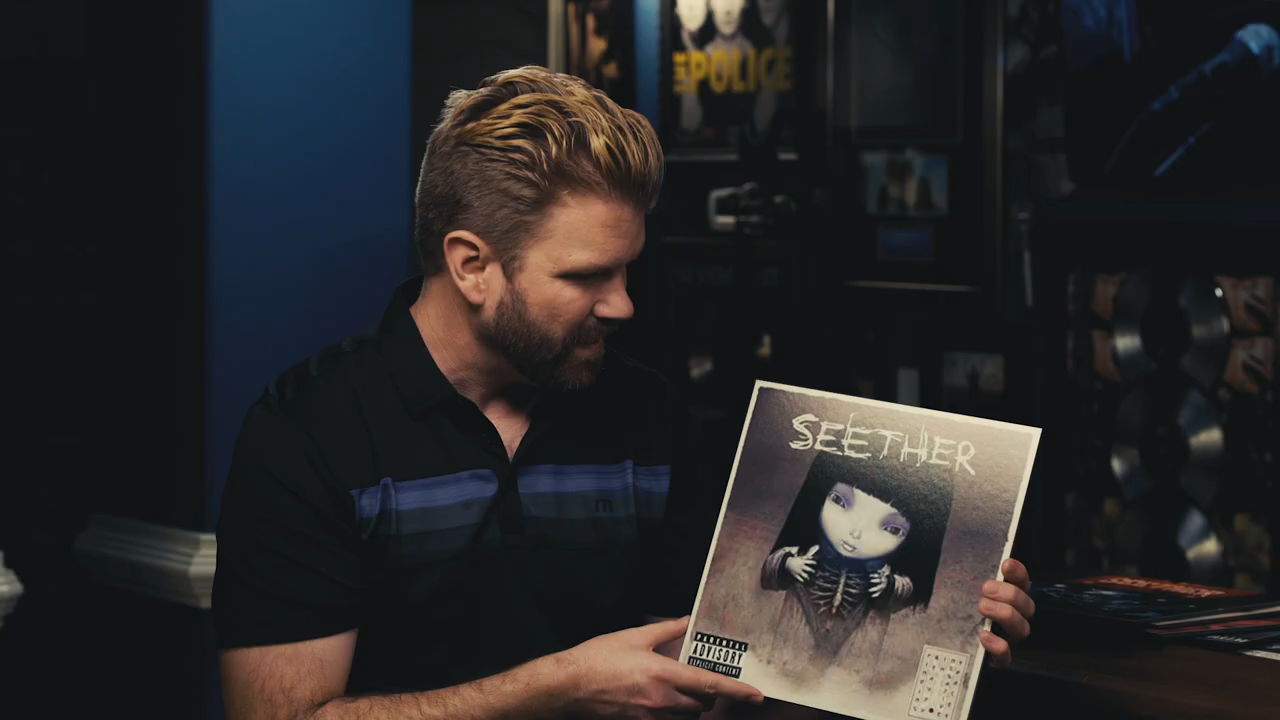 THE POLICE
SEETHER
PARENTAL
ADVISORY
EXPLICIT CONTENT